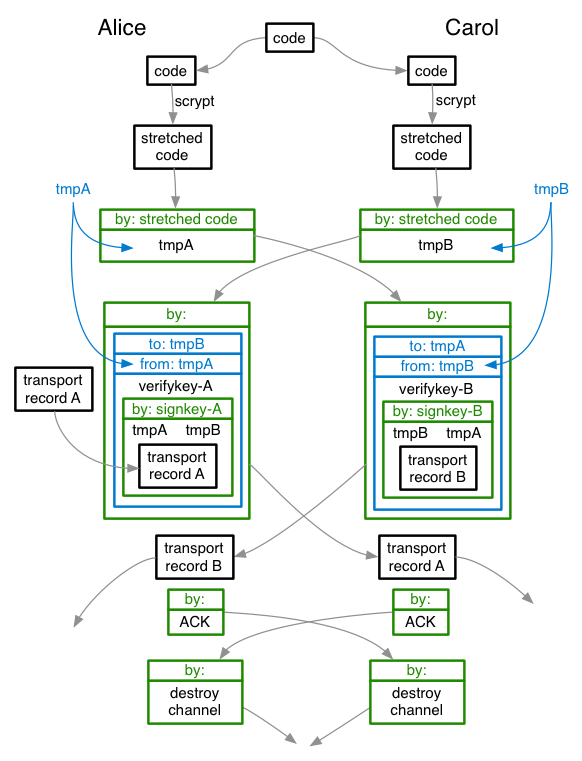 Alice
Carol
code
code
code
scrypt
scrypt
stretched
code
stretched
code
tmpA
tmpB
by: stretched code
tmpA
by: stretched code
tmpB
by:
to: tmpB
from: tmpA
verifykey-A
by: signkey-A
tmpA tmpB
transport
record A
by:
to: tmpA
from: tmpB
verifykey-B
by: signkey-B
tmpB tmpA
transport
record B
transport
record A
transport
record B
transport
record A
by:
ACK
by:
ACK
by:
destroy
channel
by:
destroy
channel